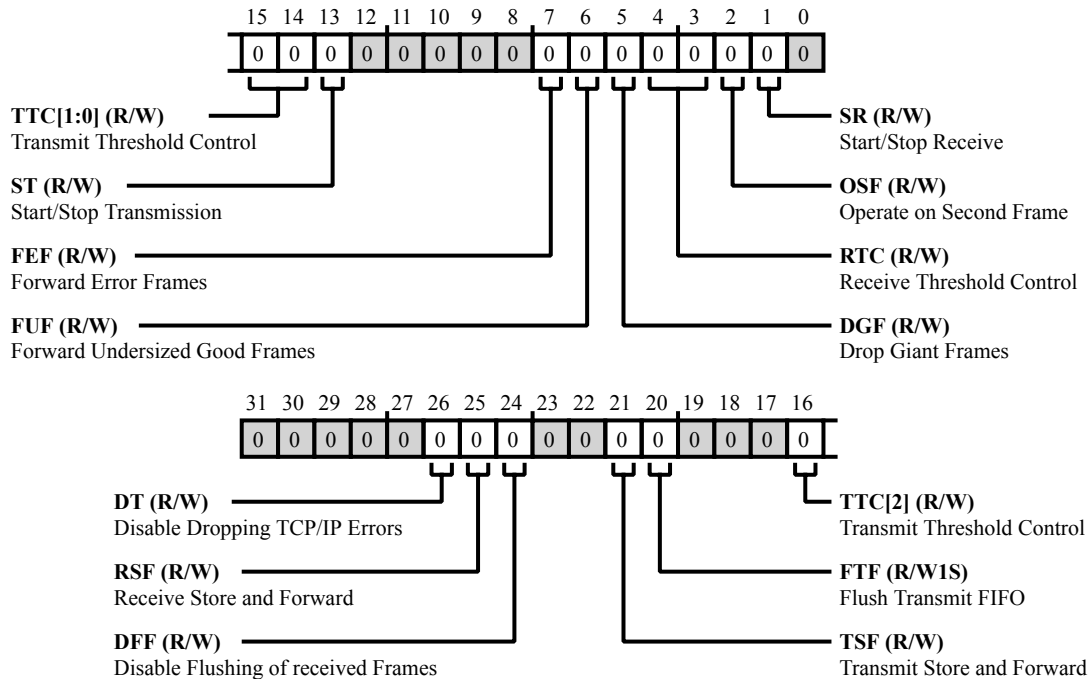 15 14 13 12 11 10 9 8 7 6 5 4 3 2 1 0
0 0 0 0 0 0 0 0 0 0 0 0 0 0 0 0
TTC[1:0] (R/W)
Transmit Threshold Control
ST (R/W)
Start/Stop Transmission
FEF (R/W)
Forward Error Frames
FUF (R/W)
Forward Undersized Good Frames
SR (R/W)
Start/Stop Receive
OSF (R/W)
Operate on Second Frame
RTC (R/W)
Receive Threshold Control
DGF (R/W)
Drop Giant Frames
31 30 29 28 27 26 25 24 23 22 21 20 19 18 17 16
0 0 0 0 0 0 0 0 0 0 0 0 0 0 0 0
DT (R/W)
Disable Dropping TCP/IP Errors
RSF (R/W)
Receive Store and Forward
DFF (R/W)
Disable Flushing of received Frames
TTC[2] (R/W)
Transmit Threshold Control
FTF (R/W1S)
Flush Transmit FIFO
TSF (R/W)
Transmit Store and Forward